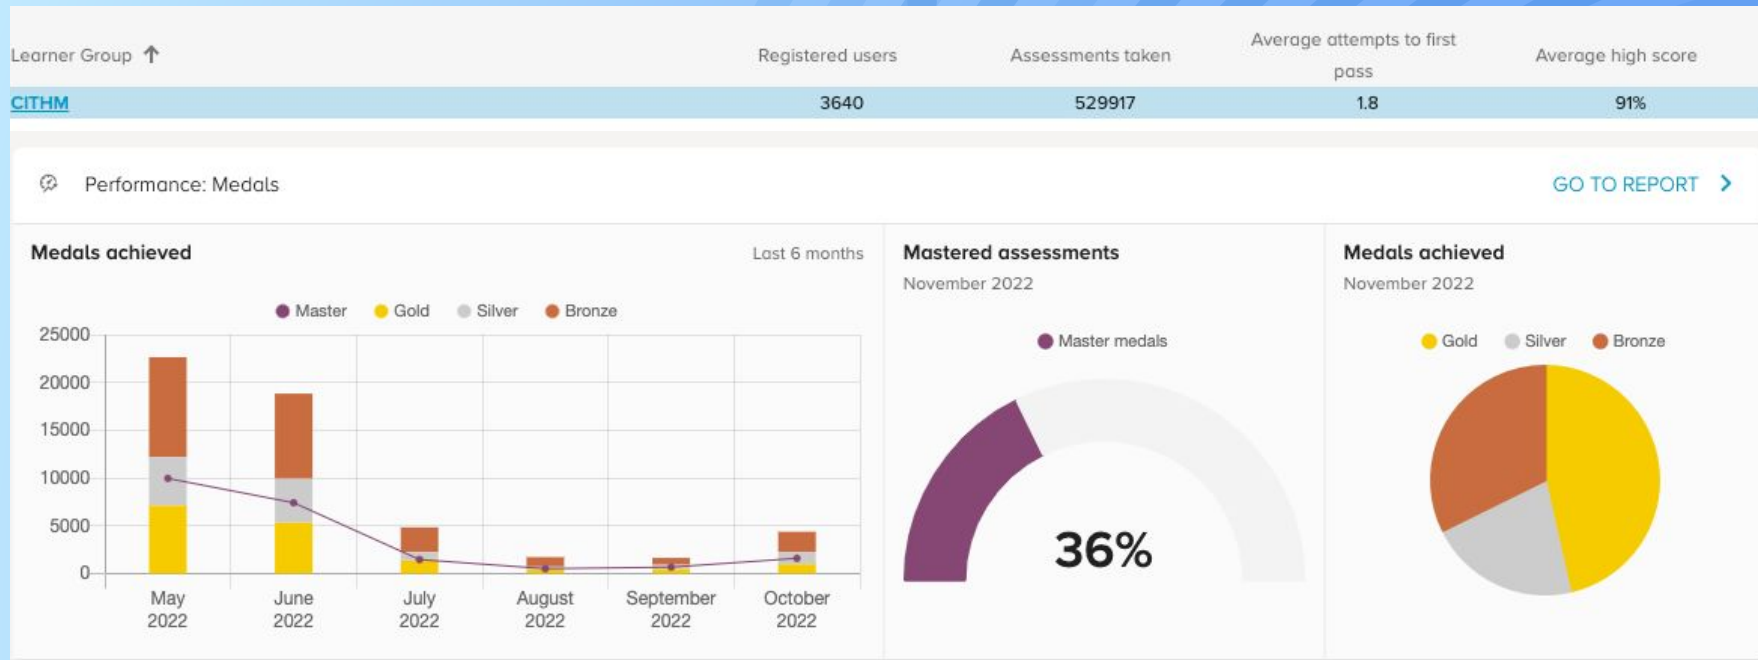 Learner Group ↑
Registered users
Assessments taken
Average attempts to first
pass
Average high score
CITHM
3640
529917
1.8
91%
Performance: Medals
GO TO REPORT
Medals achieved
Last 6 months
Master Gold Silver Bronze
25000
20000
15000
10000
5000
0
May
2022
June
2022
July
2022
August
2022
September
2022
October
2022
Mastered assessments
November 2022
Master medals
36%
Medals achieved
November 2022
Gold Silver Bronze